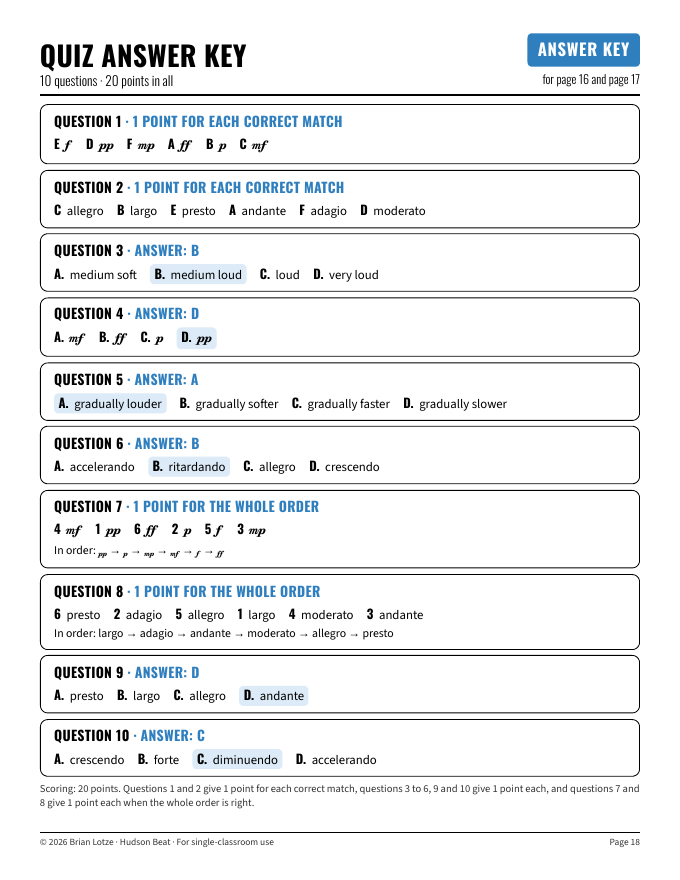 QUIZ ANSWER KEY
10 questions · 20 points in all
ANSWER KEY
for page 16 and page 17
QUESTION 1 · 1 POINT FOR EACH CORRECT MATCH
E f D pp F mp A ff B p C mf
QUESTION 2 · 1 POINT FOR EACH CORRECT MATCH
C allegro B largo E presto A andante F adagio D moderato
QUESTION 3 · ANSWER: B
A. medium soft B. medium loud C. loud D. very loud
QUESTION 4 · ANSWER: D
A. mf B. ff C. p D. pp
QUESTION 5 · ANSWER: A
A. gradually louder B. gradually softer C. gradually faster D. gradually slower
QUESTION 6 · ANSWER: B
A. accelerando B. ritardando C. allegro D. crescendo
QUESTION 7 · 1 POINT FOR THE WHOLE ORDER
4 mf 1 pp 6 ff 2 p 5 f 3 mp
In order: pp → p → mp → mf → f → ff
QUESTION 8 · 1 POINT FOR THE WHOLE ORDER
6 presto 2 adagio 5 allegro 1 largo 4 moderato 3 andante
In order: largo → adagio → andante → moderato → allegro → presto
QUESTION 9 · ANSWER: D
A. presto B. largo C. allegro D. andante
QUESTION 10 · ANSWER: C
A. crescendo B. forte C. diminuendo D. accelerando
Scoring: 20 points. Questions 1 and 2 give 1 point for each correct match, questions 3 to 6, 9 and 10 give 1 point each, and questions 7 and
8 give 1 point each when the whole order is right.
© 2026 Brian Lotze · Hudson Beat · For single-classroom use
Page 18